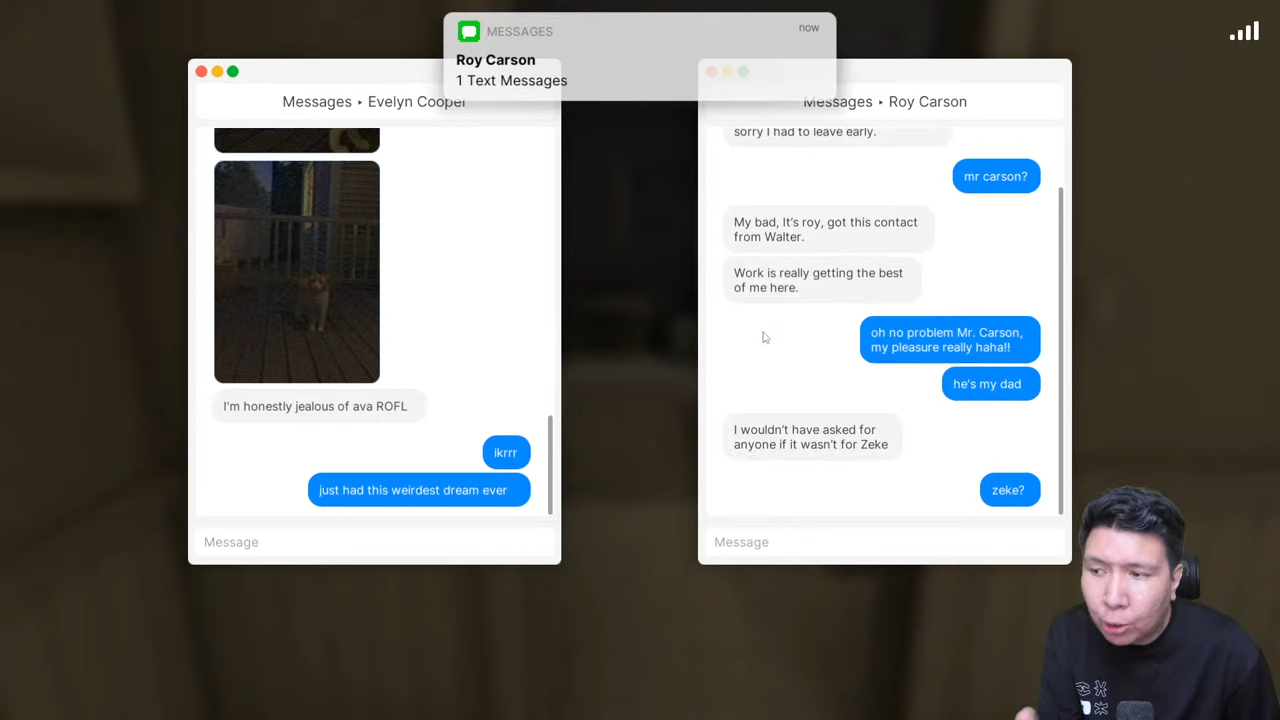 MESSAGES
now
Roy Carson
1 Text Messages
Messages ▸ Evelyn Cooper
I'm honestly jealous of ava ROFL
ikrrr
just had this weirdest dream ever
Message
Messages ▸ Roy Carson
sorry I had to leave early.
mr carson?
My bad, It's roy, got this contact
from Walter.
Work is really getting the best
of me here.
oh no problem Mr. Carson,
my pleasure really haha!!
he's my dad
I wouldn't have asked for
anyone if it wasn't for Zeke
zeke?
Message